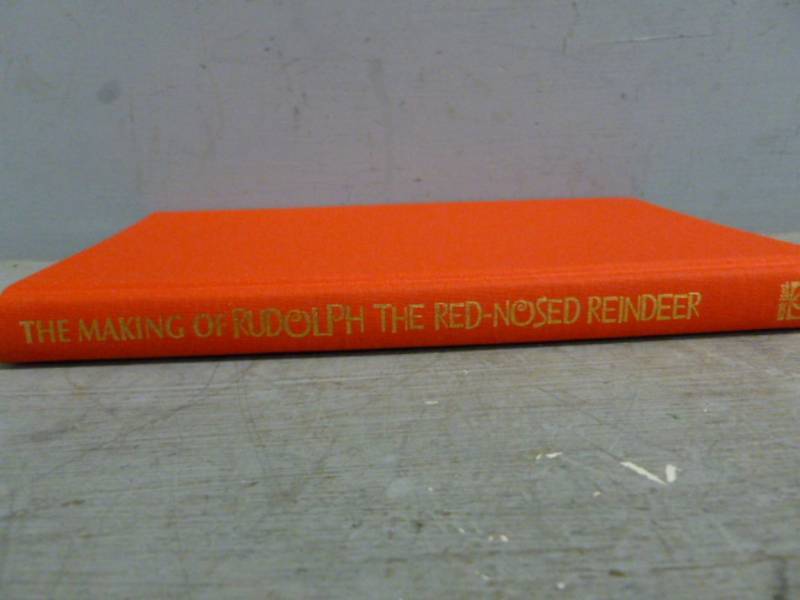 THE MAKING OF RUDOLPH THE RED-NOSED REINDEER